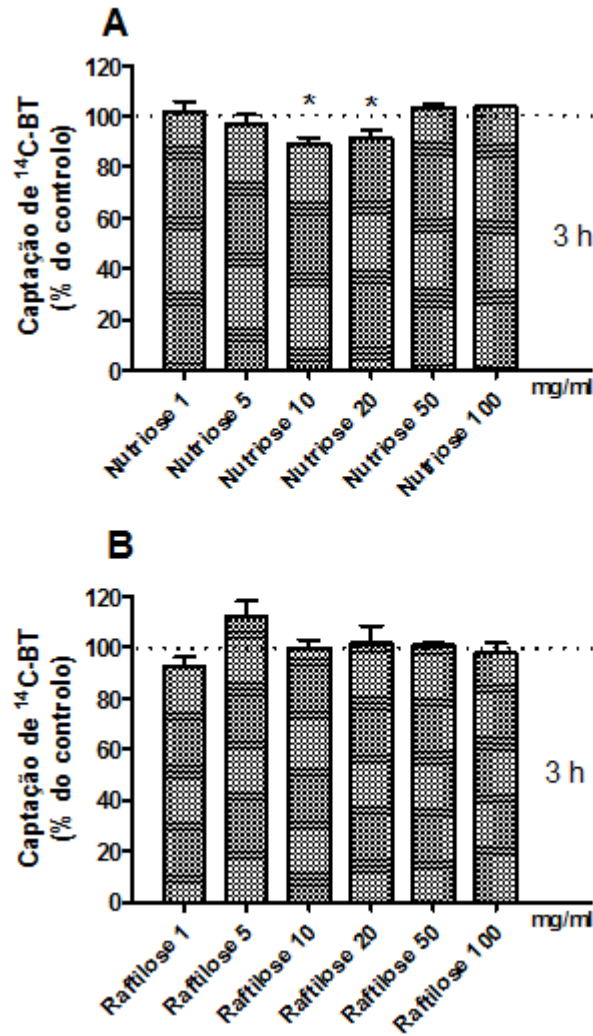 A
Captação de ¹⁴C-BT
(% do controlo)
120
100
80
60
40
20
0
* *
3 h
mg/ml
Nutriose 1
Nutriose 5
Nutriose 10
Nutriose 20
Nutriose 50
Nutriose 100
B
Captação de ¹⁴C-BT
(% do controlo)
120
100
80
60
40
20
0
3 h
mg/ml
Raftilose 1
Raftilose 5
Raftilose 10
Raftilose 20
Raftilose 50
Raftilose 100